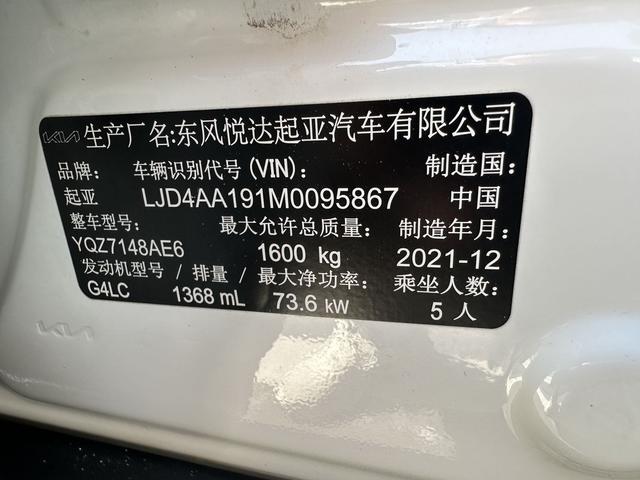 KIA 生产厂名:东风悦达起亚汽车有限公司
品牌: 车辆识别代号(VIN): 制造国:
起亚 LJD4AA191M0095867 中国
整车型号: 最大允许总质量: 制造年月:
YQZ7148AE6 1600 kg 2021-12
发动机型号 / 排量 / 最大净功率: 乘坐人数:
G4LC 1368 mL 73.6 kW 5 人
KIA